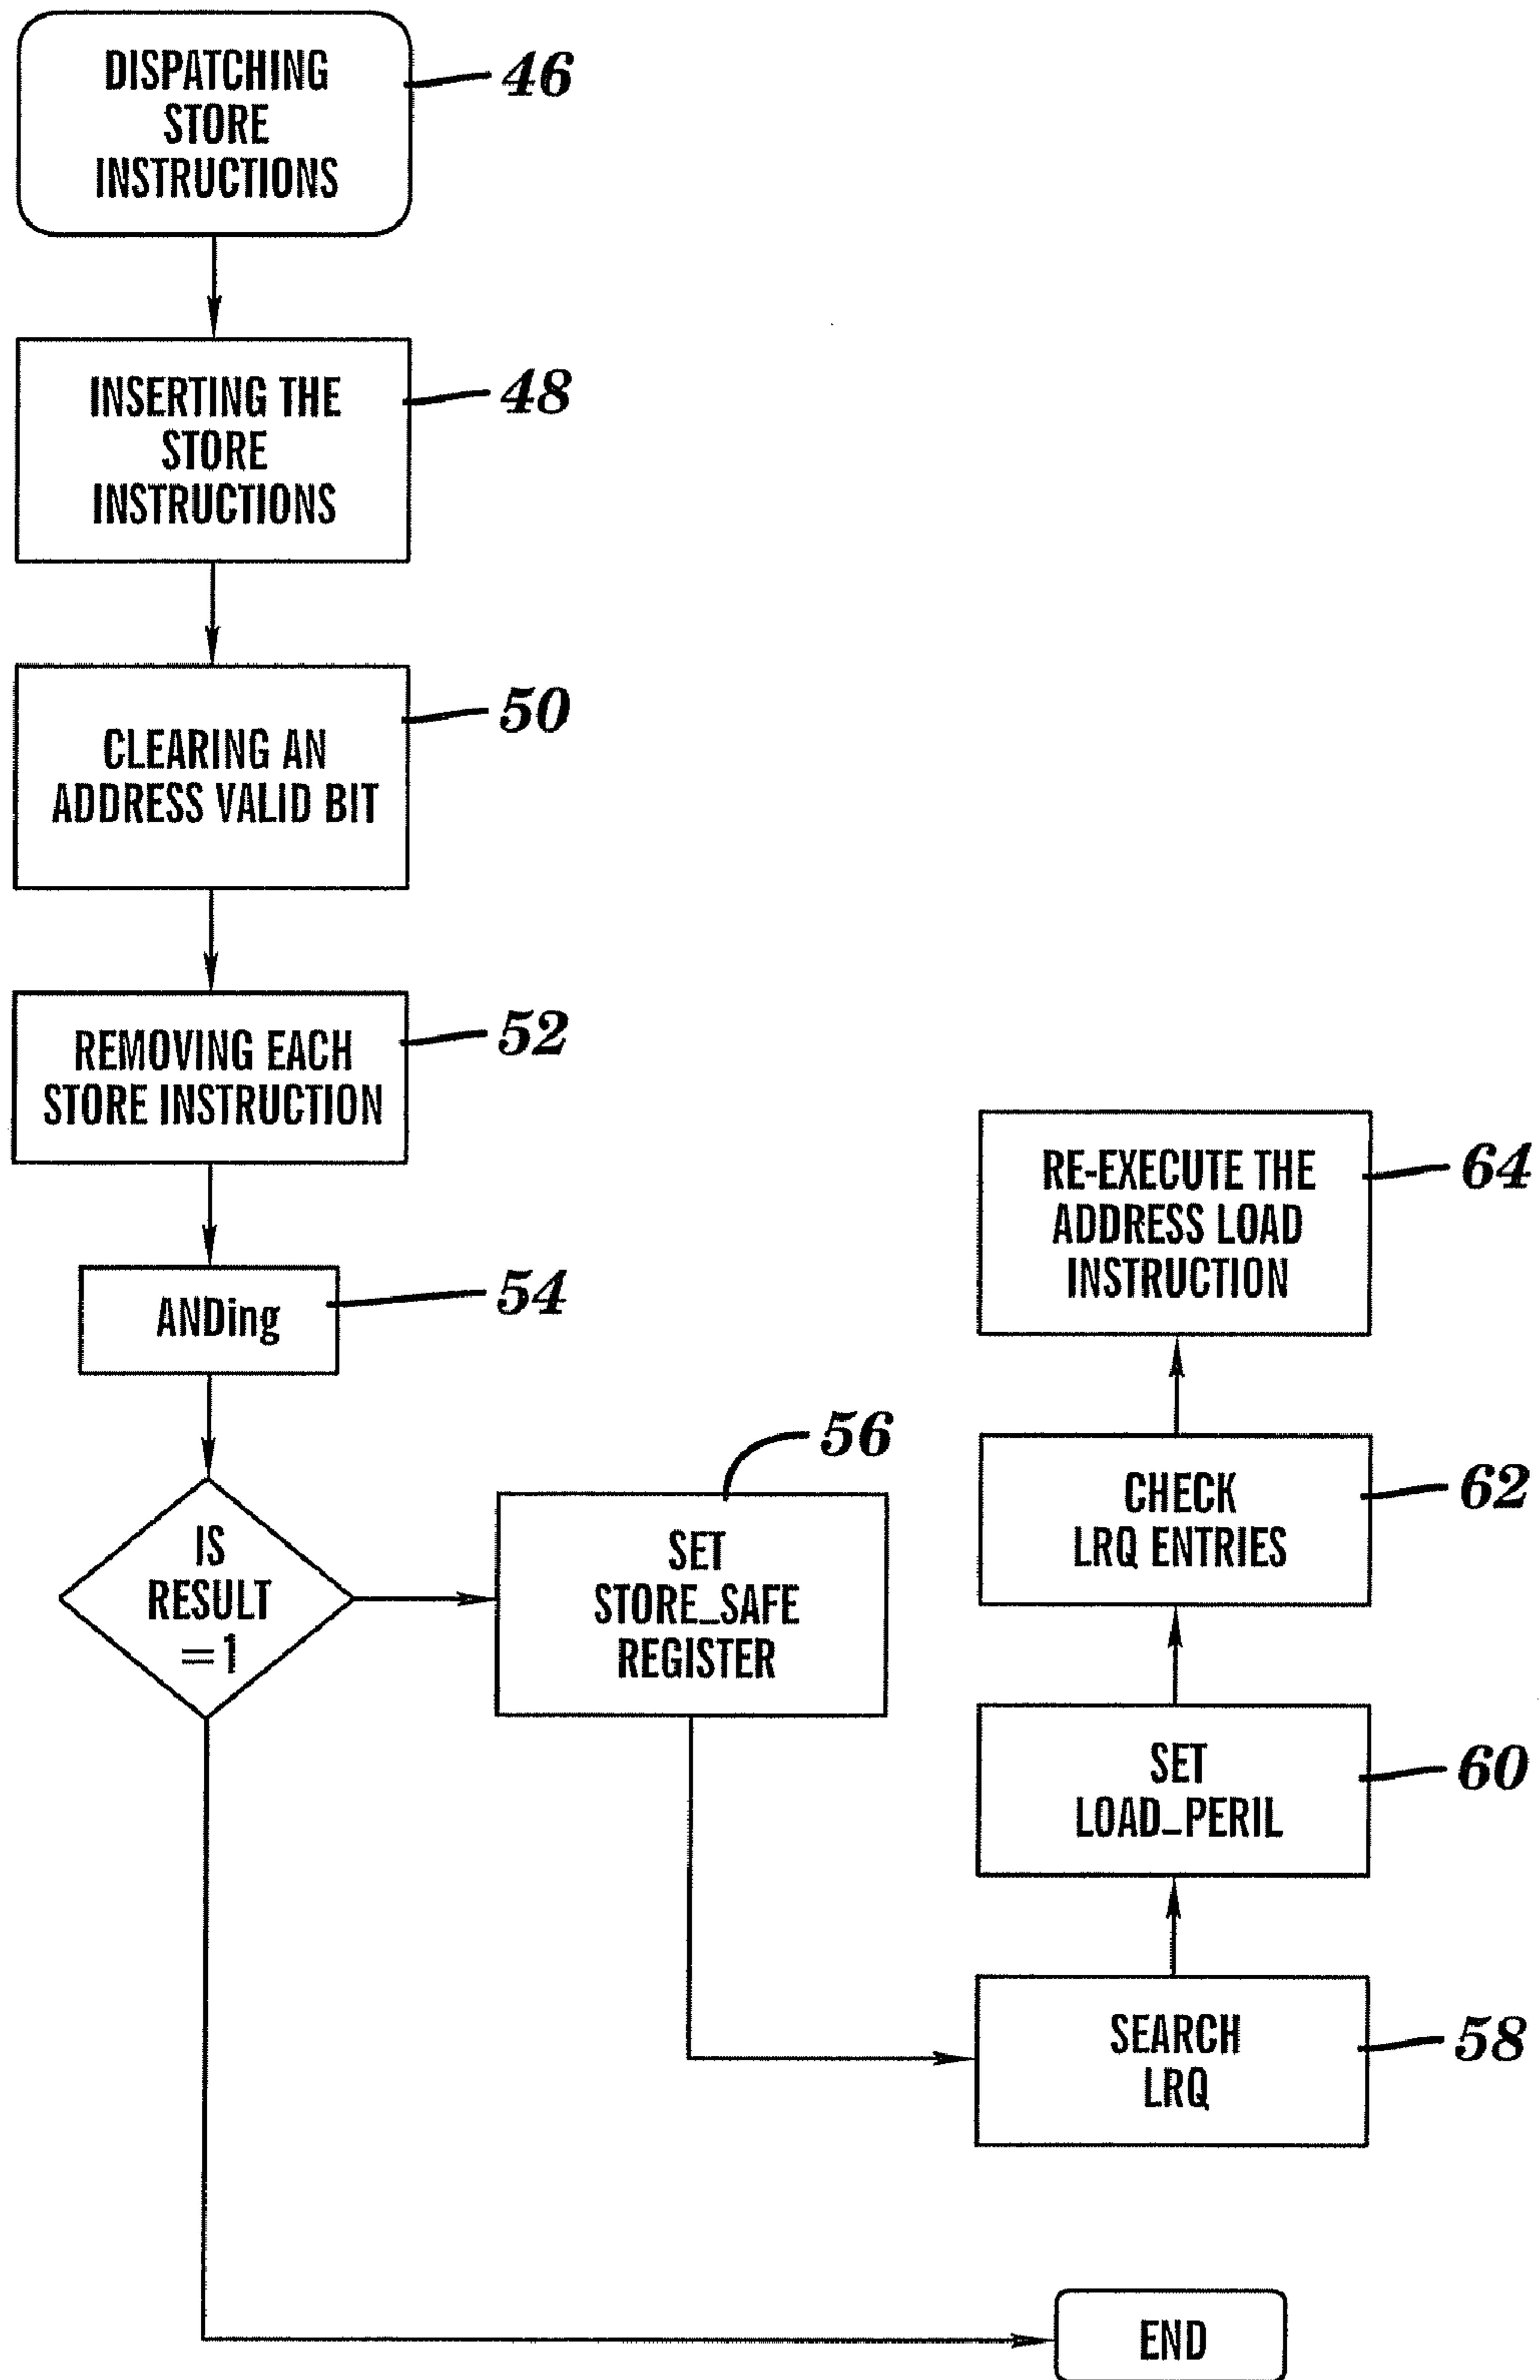 DISPATCHING
STORE
INSTRUCTIONS
46
INSERTING THE
STORE
INSTRUCTIONS
48
CLEARING AN
ADDRESS VALID BIT
50
REMOVING EACH
STORE INSTRUCTION
52
ANDing
54
IS
RESULT
=1
SET
STORE_SAFE
REGISTER
56
RE-EXECUTE THE
ADDRESS LOAD
INSTRUCTION
64
CHECK
LRQ ENTRIES
62
SET
LOAD_PERIL
60
SEARCH
LRQ
58
END